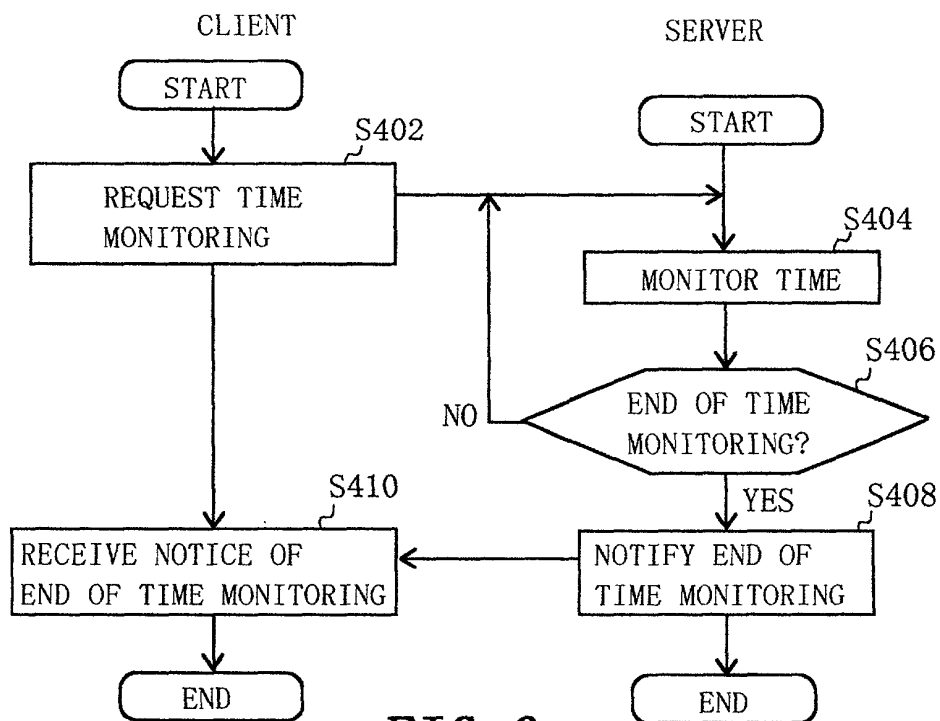 CLIENT
SERVER
START
START
S402
REQUEST TIME
MONITORING
S404
MONITOR TIME
S406
END OF TIME
MONITORING?
NO
YES
S410
RECEIVE NOTICE OF
END OF TIME MONITORING
S408
NOTIFY END OF
TIME MONITORING
END
END